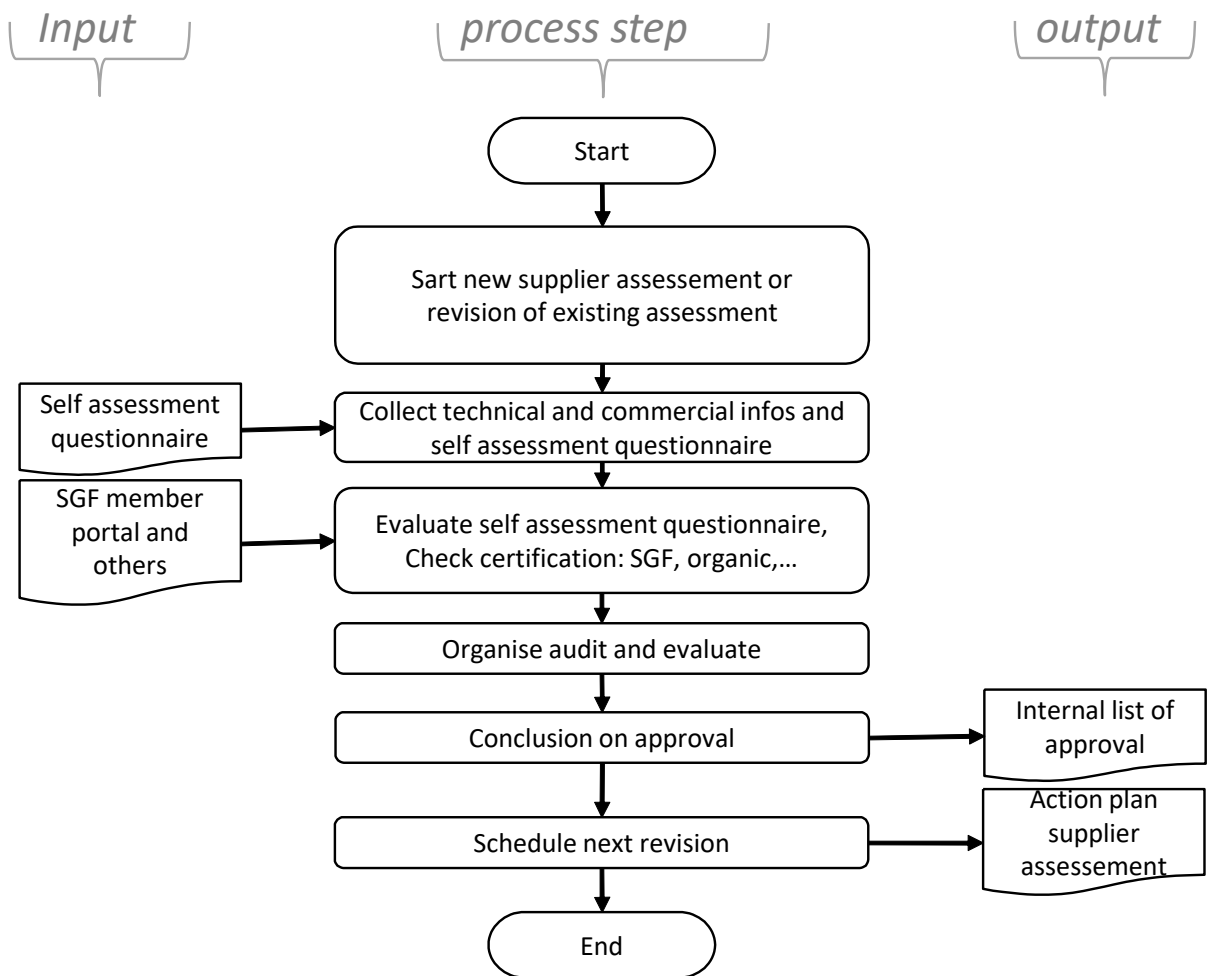 Input
process step
output
Start
Sart new supplier assessement or
revision of existing assessment
Self assessment
questionnaire
Collect technical and commercial infos and
self assessment questionnaire
SGF member
portal and
others
Evaluate self assessment questionnaire,
Check certification: SGF, organic,...
Organise audit and evaluate
Conclusion on approval
Internal list of
approval
Schedule next revision
Action plan
supplier
assessement
End